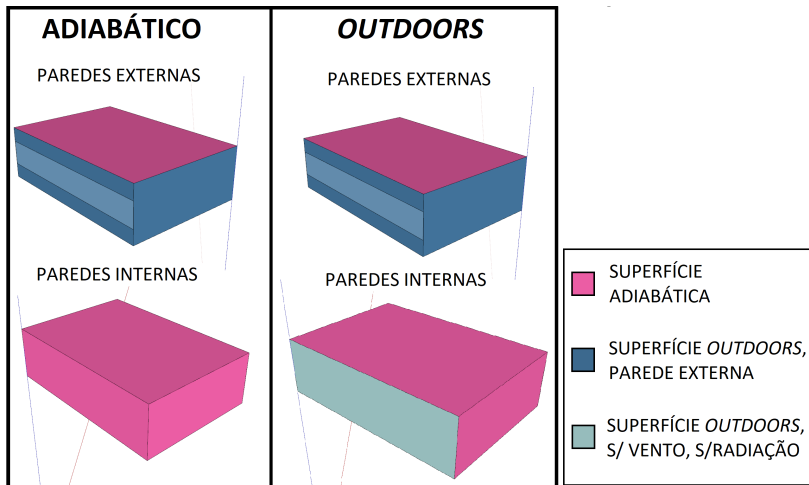 ADIABÁTICO
OUTDOORS
PAREDES EXTERNAS
PAREDES EXTERNAS
PAREDES INTERNAS
PAREDES INTERNAS
SUPERFÍCIE
ADIABÁTICA
SUPERFÍCIE OUTDOORS,
PAREDE EXTERNA
SUPERFÍCIE OUTDOORS,
S/ VENTO, S/RADIAÇÃO